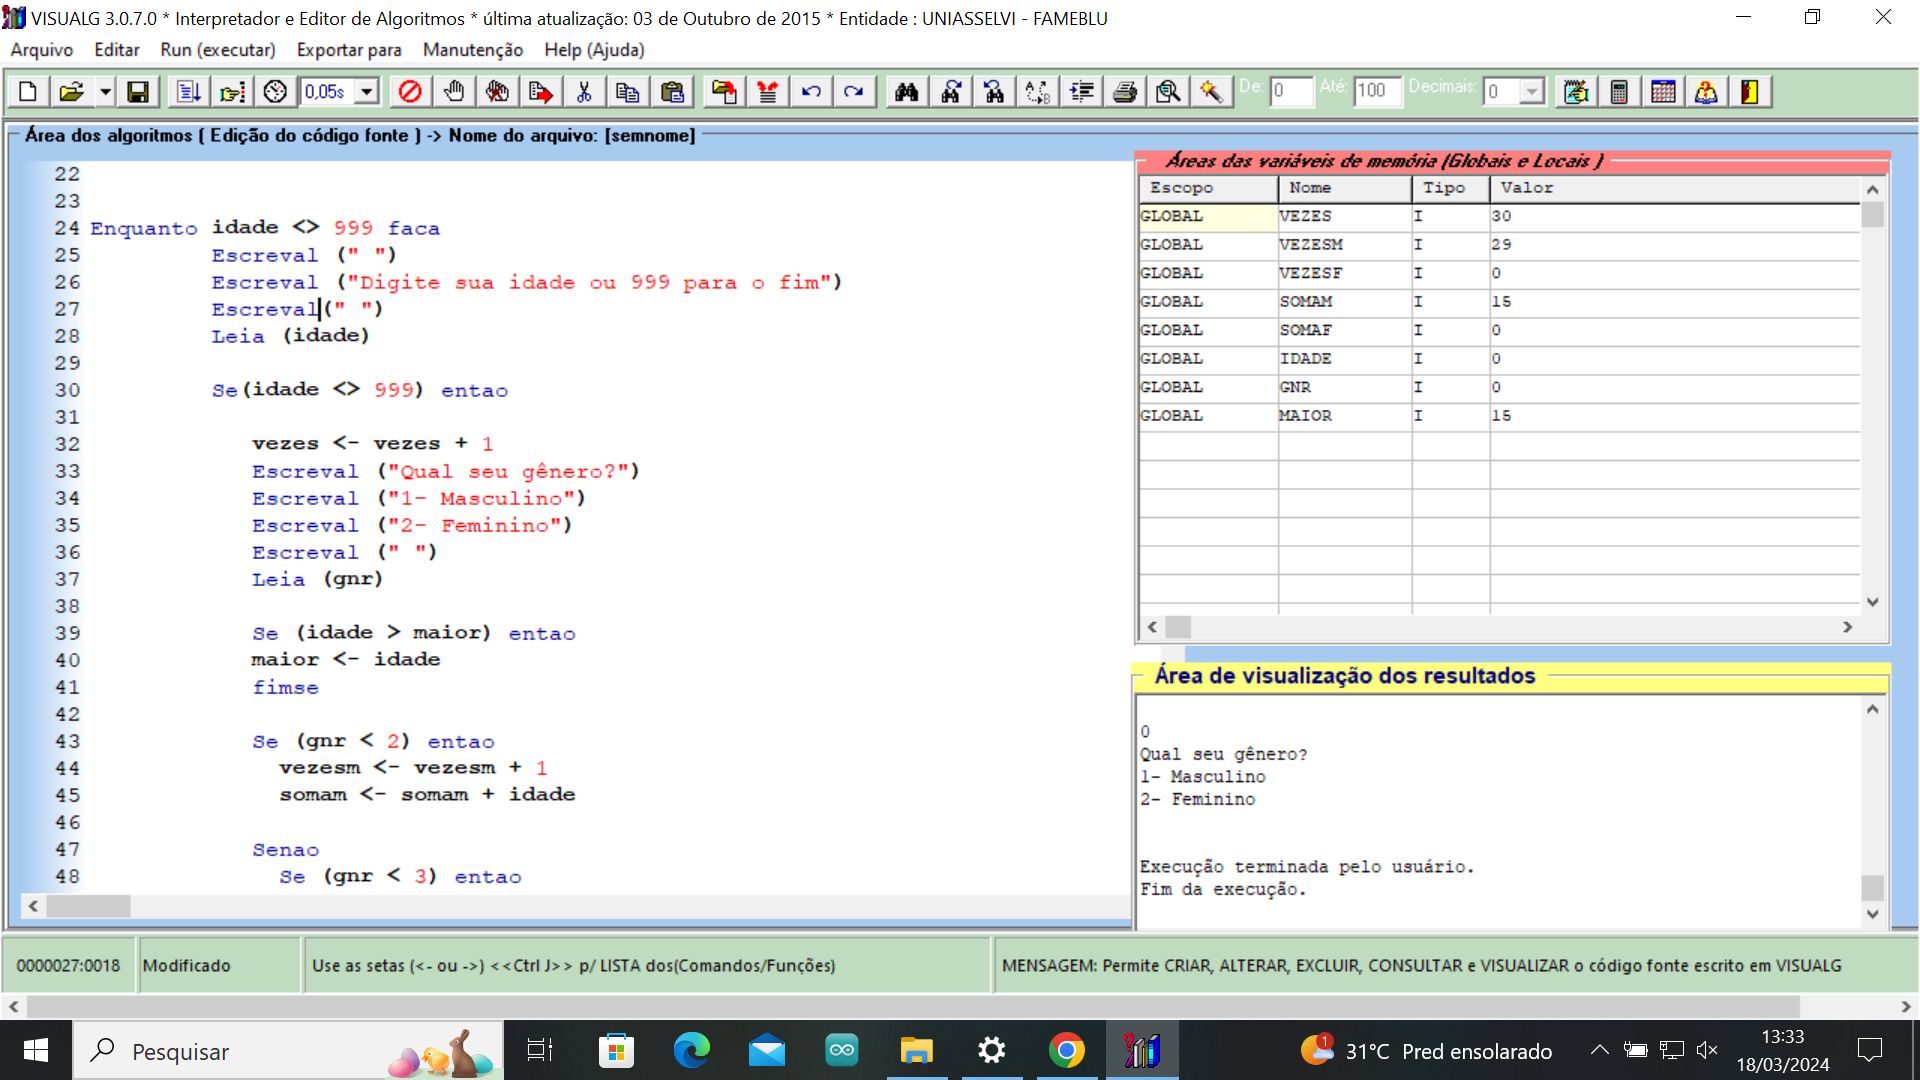 VISUALG 3.0.7.0 * Interpretador e Editor de Algoritmos * última atualização: 03 de Outubro de 2015 * Entidade : UNIASSELVI - FAMEBLU
Arquivo Editar Run (executar) Exportar para Manutenção Help (Ajuda)
0,05s De: 0 Até: 100 Decimais: 0
Área dos algoritmos ( Edição do código fonte ) -> Nome do arquivo: [semnome]
22
23
24 Enquanto idade <> 999 faca
25 Escreval (" ")
26 Escreval ("Digite sua idade ou 999 para o fim")
27 Escreval(" ")
28 Leia (idade)
29
30 Se(idade <> 999) entao
31
32 vezes <- vezes + 1
33 Escreval ("Qual seu gênero?")
34 Escreval ("1- Masculino")
35 Escreval ("2- Feminino")
36 Escreval (" ")
37 Leia (gnr)
38
39 Se (idade > maior) entao
40 maior <- idade
41 fimse
42
43 Se (gnr < 2) entao
44 vezesm <- vezesm + 1
45 somam <- somam + idade
46
47 Senao
48 Se (gnr < 3) entao
Áreas das variáveis de memória (Globais e Locais )
Escopo Nome Tipo Valor
GLOBAL VEZES I 30
GLOBAL VEZESM I 29
GLOBAL VEZESF I 0
GLOBAL SOMAM I 15
GLOBAL SOMAF I 0
GLOBAL IDADE I 0
GLOBAL GNR I 0
GLOBAL MAIOR I 15
Área de visualização dos resultados
0
Qual seu gênero?
1- Masculino
2- Feminino
Execução terminada pelo usuário.
Fim da execução.
0000027:0018 Modificado Use as setas (<- ou ->) <<Ctrl J>> p/ LISTA dos(Comandos/Funções) MENSAGEM: Permite CRIAR, ALTERAR, EXCLUIR, CONSULTAR e VISUALIZAR o código fonte escrito em VISUALG
Pesquisar 1 31°C Pred ensolarado 13:33
18/03/2024